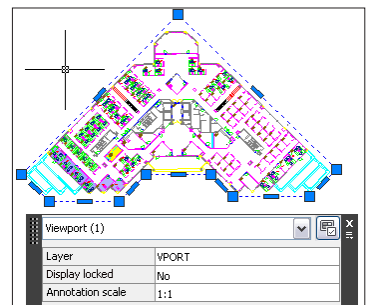 Viewport (1)
Layer VPORT
Display locked No
Annotation scale 1:1